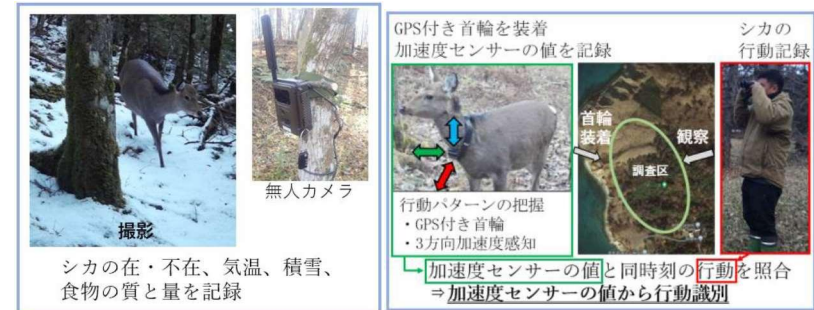 撮影
無人カメラ
シカの在・不在、気温、積雪、
食物の質と量を記録
GPS付き首輪を装着
加速度センサーの値を記録
シカの
行動記録
首輪
装着
観察
調査区
行動パターンの把握
・GPS付き首輪
・3方向加速度感知
加速度センサーの値と同時刻の行動を照合
⇒加速度センサーの値から行動識別